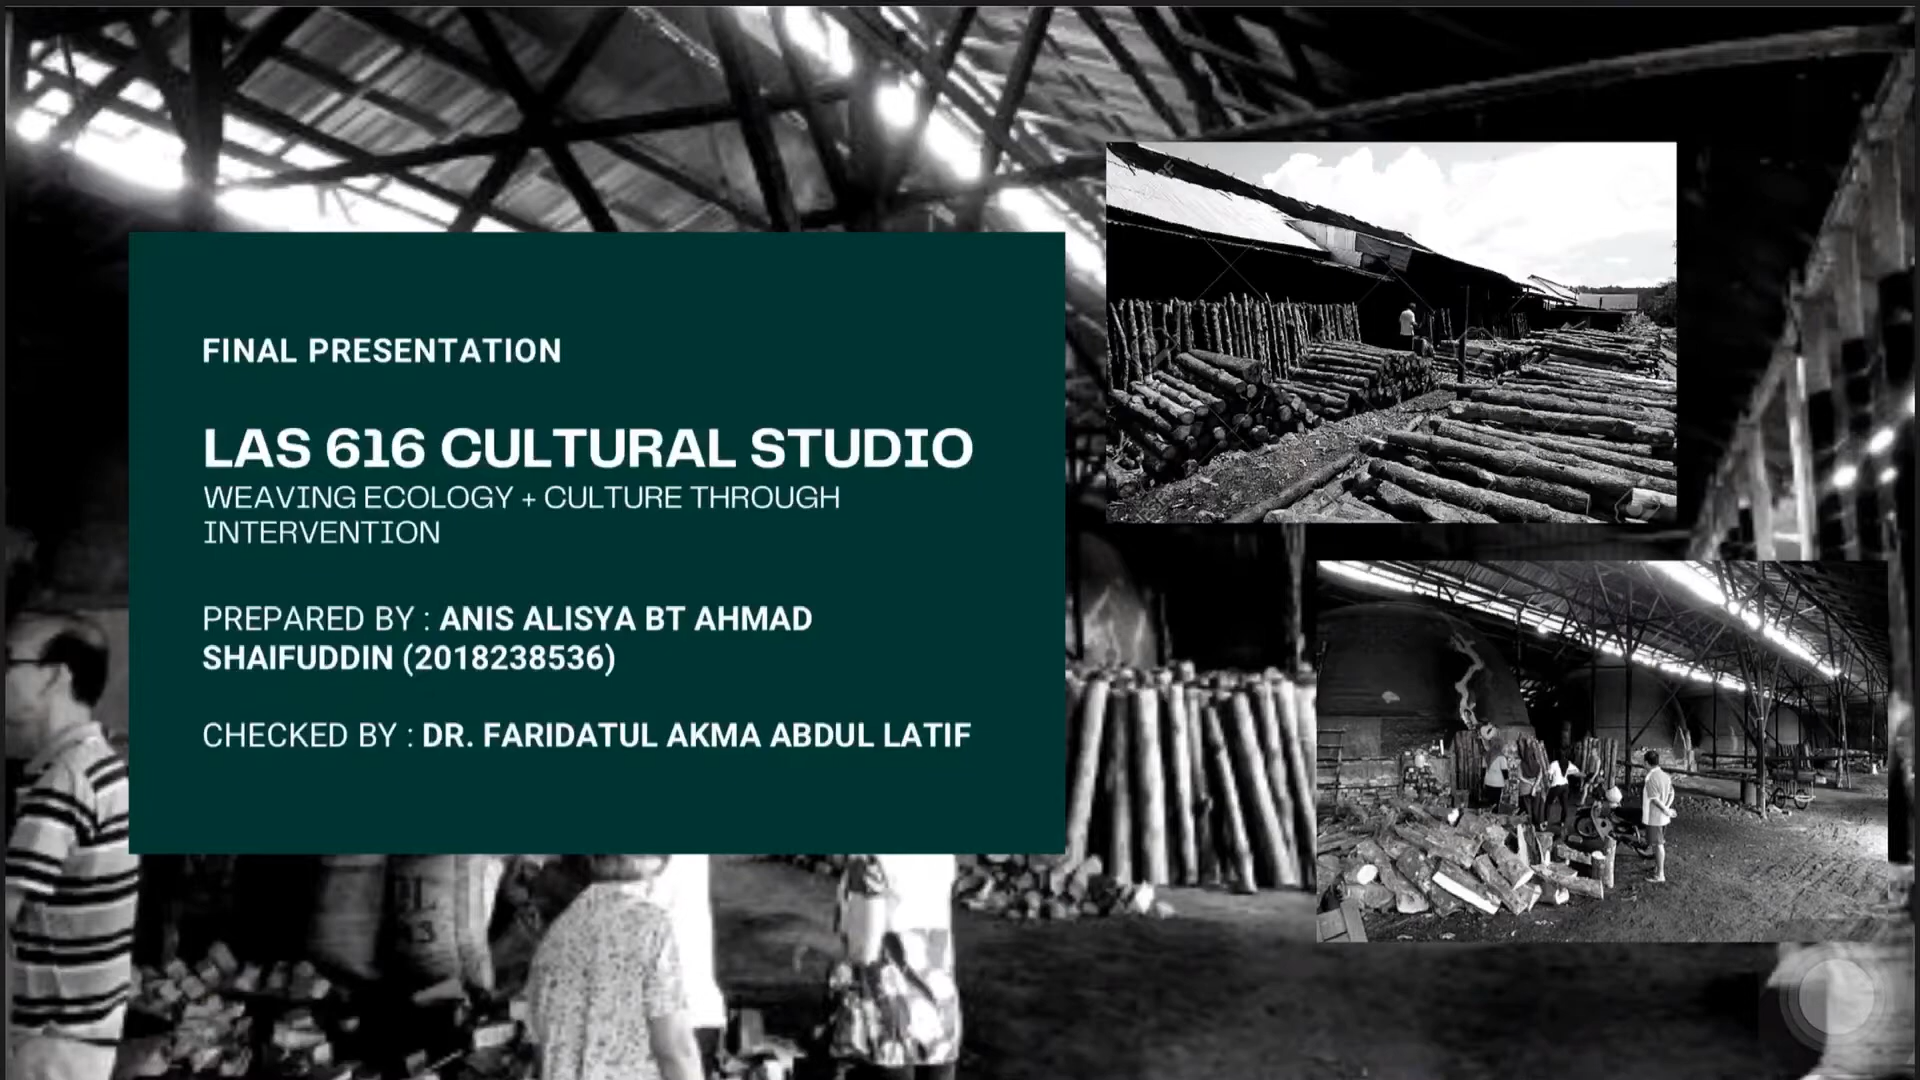 FINAL PRESENTATION
LAS 616 CULTURAL STUDIO
WEAVING ECOLOGY + CULTURE THROUGH
INTERVENTION
PREPARED BY : ANIS ALISYA BT AHMAD
SHAIFUDDIN (2018238536)
CHECKED BY : DR. FARIDATUL AKMA ABDUL LATIF